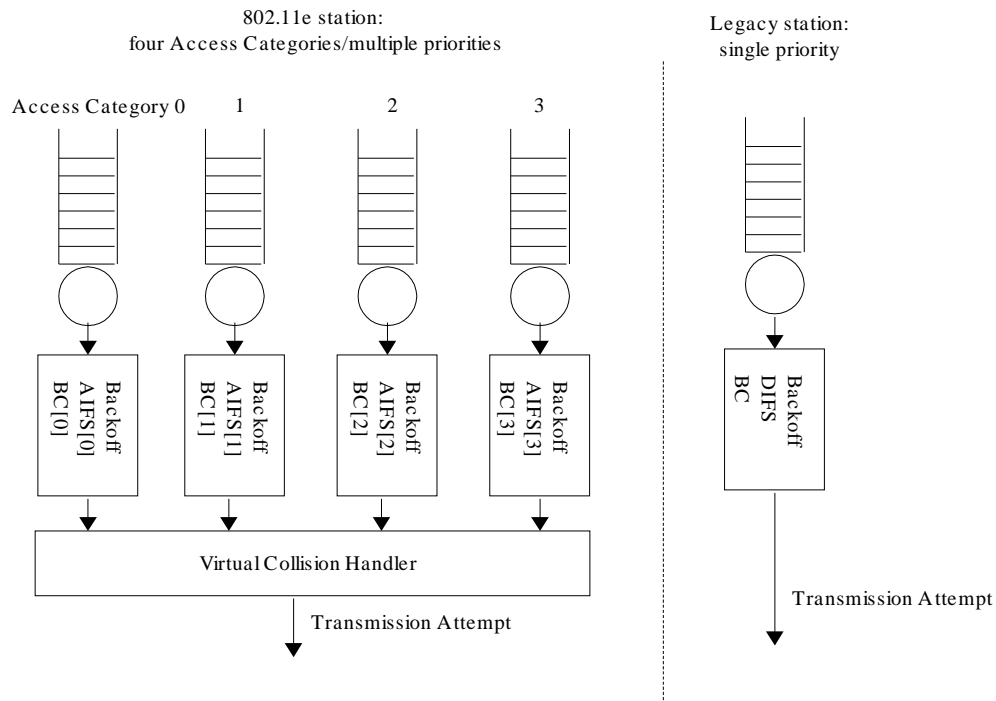 802.11e station:
four Access Categories/multiple priorities
Legacy station:
single priority
Access Category 0
1
2
3
Backoff
AIFS[0]
BC[0]
Backoff
AIFS[1]
BC[1]
Backoff
AIFS[2]
BC[2]
Backoff
AIFS[3]
BC[3]
Backoff
DIFS
BC
Virtual Collision Handler
Transmission Attempt
Transmission Attempt